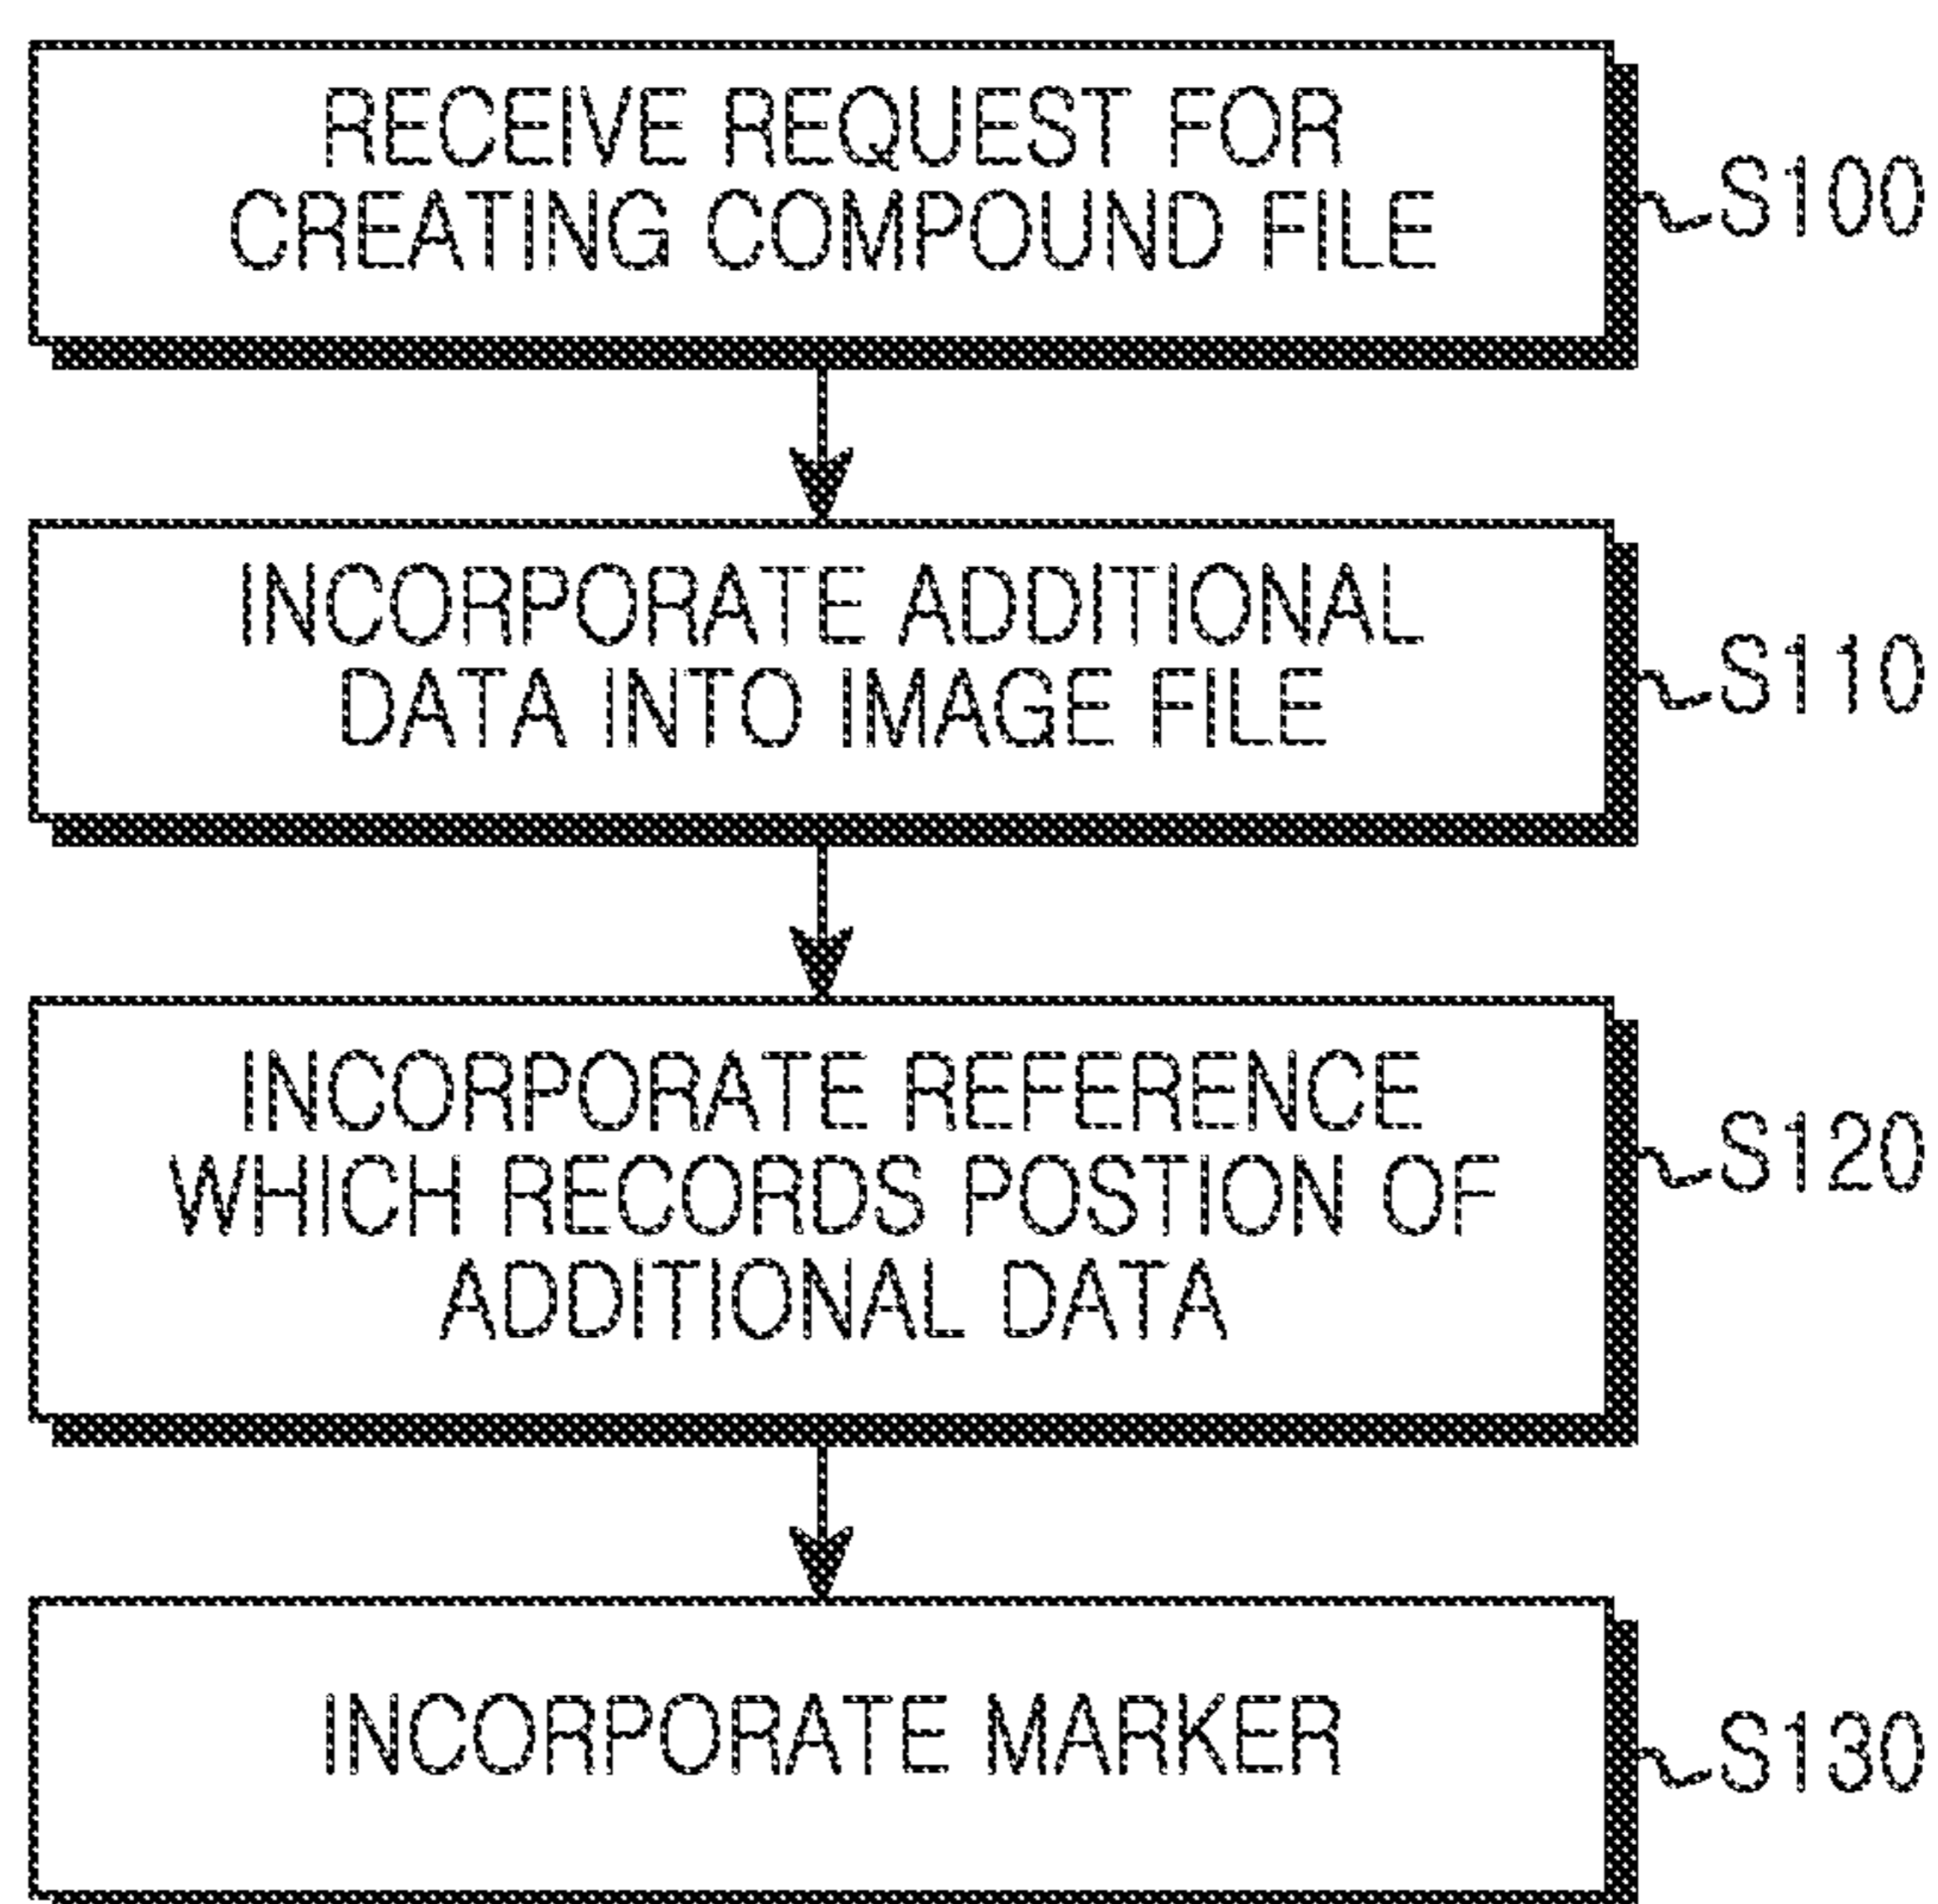 RECEIVE REQUEST FOR
CREATING COMPOUND FILE
S100
INCORPORATE ADDITIONAL
DATA INTO IMAGE FILE
S110
INCORPORATE REFERENCE
WHICH RECORDS POSTION OF
ADDITIONAL DATA
S120
INCORPORATE MARKER
S130